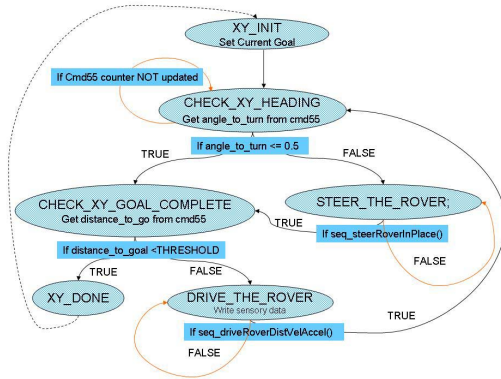 XY_INIT
Set Current Goal
If Cmd55 counter NOT updated
CHECK_XY_HEADING
Get angle_to_turn from cmd55
If angle_to_turn <= 0.5
TRUE
FALSE
CHECK_XY_GOAL_COMPLETE
Get distance_to_go from cmd55
STEER_THE_ROVER;
TRUE
If seq_steerRoverInPlace()
If distance_to_goal <THRESHOLD
FALSE
TRUE
FALSE
XY_DONE
DRIVE_THE_ROVER
Write sensory data
TRUE
If seq_driveRoverDistVelAccel()
FALSE